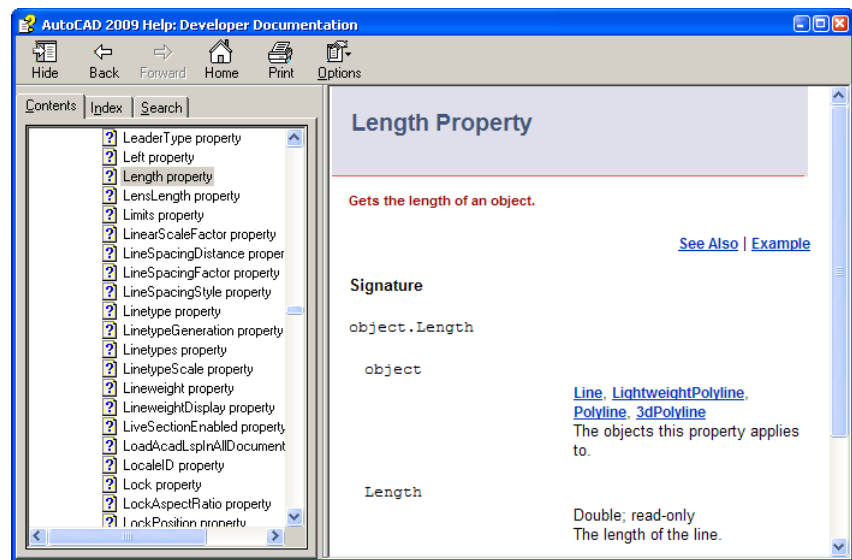 AutoCAD 2009 Help: Developer Documentation
Hide Back Forward Home Print Options
Contents Index Search
LeaderType property
Left property
Length property
LensLength property
Limits property
LinearScaleFactor property
LineSpacingDistance proper
LineSpacingFactor property
LineSpacingStyle property
Linetype property
LinetypeGeneration property
Linetypes property
LinetypeScale property
Lineweight property
LineweightDisplay property
LiveSectionEnabled property
LoadAcadLspInAllDocument
LocaleID property
Lock property
LockAspectRatio property
LockPosition property
Length Property
Gets the length of an object.
See Also | Example
Signature
object.Length
object
Line, LightweightPolyline,
Polyline, 3dPolyline
The objects this property applies
to.
Length
Double; read-only
The length of the line.